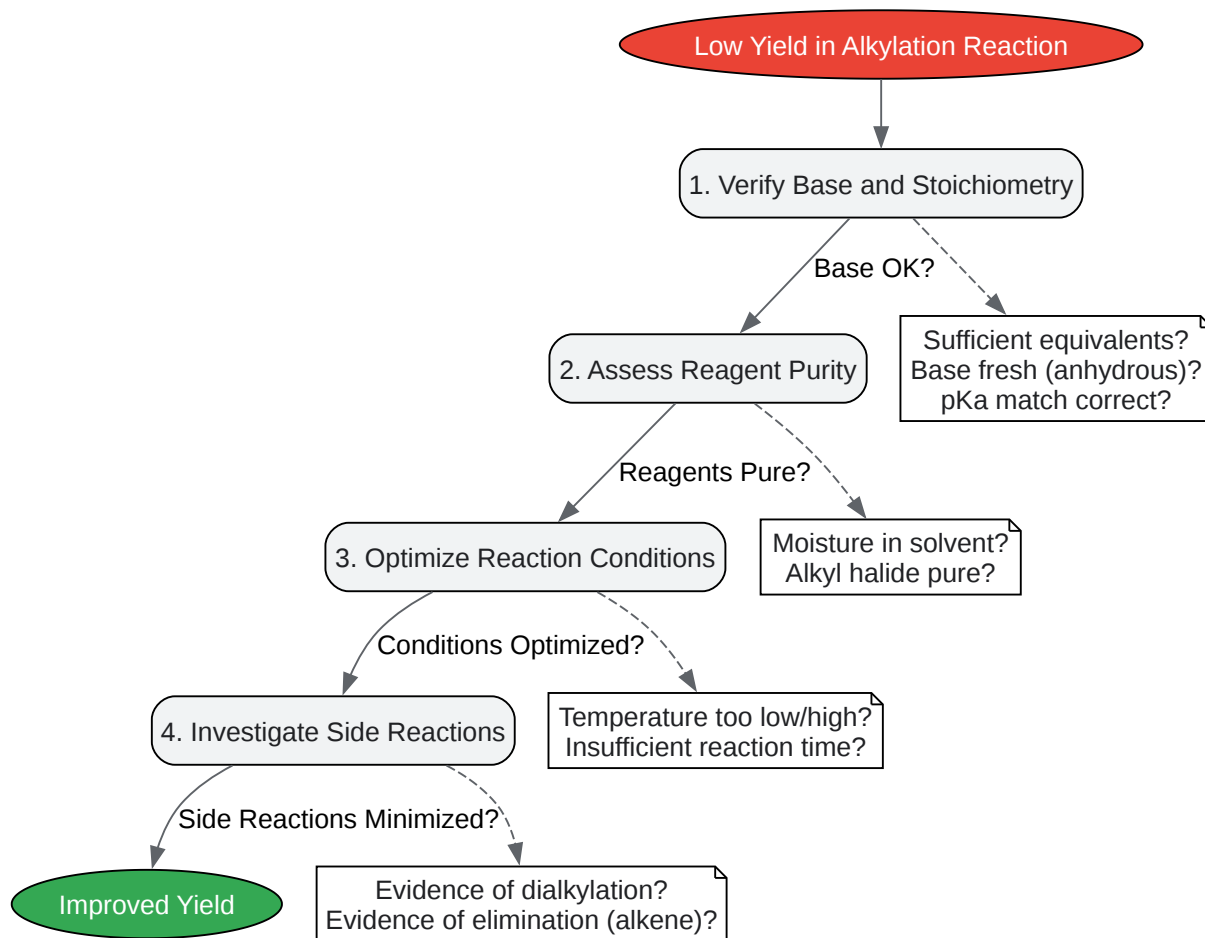 Low Yield in Alkylation Reaction
1. Verify Base and Stoichiometry
Base OK?
Sufficient equivalents?
Base fresh (anhydrous)?
pKa match correct?
2. Assess Reagent Purity
Reagents Pure?
Moisture in solvent?
Alkyl halide pure?
3. Optimize Reaction Conditions
Conditions Optimized?
Temperature too low/high?
Insufficient reaction time?
4. Investigate Side Reactions
Side Reactions Minimized?
Evidence of dialkylation?
Evidence of elimination (alkene)?
Improved Yield